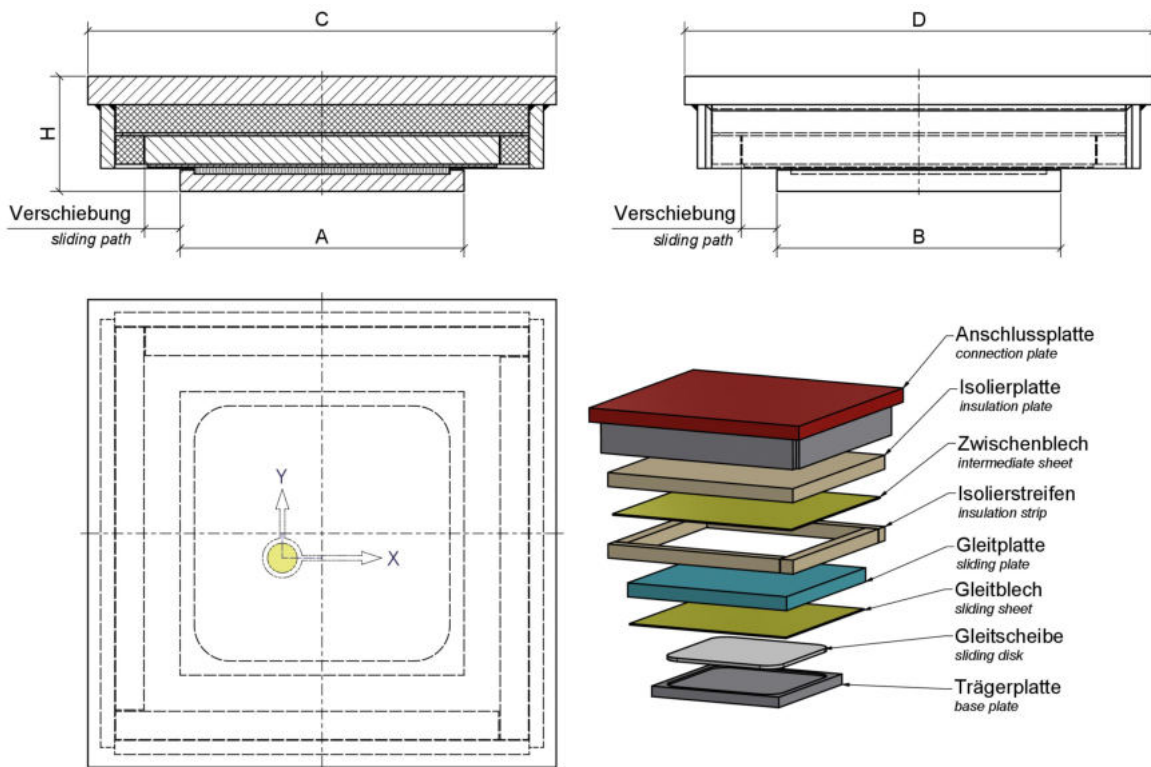 C
H
Verschiebung
sliding path
A
D
Verschiebung
sliding path
B
Y
X
Anschlussplatte
connection plate
Isolierplatte
insulation plate
Zwischenblech
intermediate sheet
Isolierstreifen
insulation strip
Gleitplatte
sliding plate
Gleitblech
sliding sheet
Gleitscheibe
sliding disk
Trägerplatte
base plate